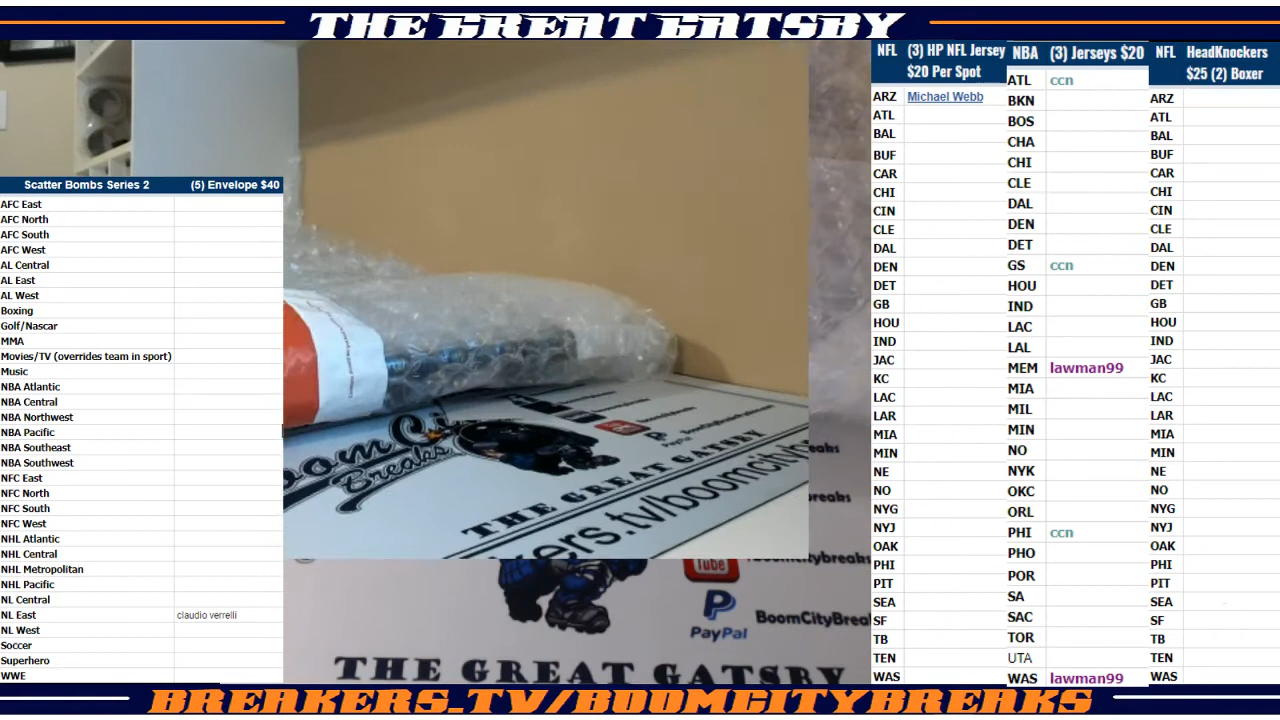 THE GREAT GATSBY
Scatter Bombs Series 2 (5) Envelope $40
AFC East
AFC North
AFC South
AFC West
AL Central
AL East
AL West
Boxing
Golf/Nascar
MMA
Movies/TV (overrides team in sport)
Music
NBA Atlantic
NBA Central
NBA Northwest
NBA Pacific
NBA Southeast
NBA Southwest
NFC East
NFC North
NFC South
NFC West
NHL Atlantic
NHL Central
NHL Metropolitan
NHL Pacific
NL Central
NL East claudio verrelli
NL West
Soccer
Superhero
WWE
Boom Ci
Breaks
PayPal
THE GREAT GATSBY
kers.tv/boomcityb
eaks
reaks
Tube
boomcitybreaks
PayPal
BoomCityBreal
THE GREAT GATSBY
NFL (3) HP NFL Jersey
$20 Per Spot
ARZ Michael Webb
ATL
BAL
BUF
CAR
CHI
CIN
CLE
DAL
DEN
DET
GB
HOU
IND
JAC
KC
LAC
LAR
MIA
MIN
NE
NO
NYG
NYJ
OAK
PHI
PIT
SEA
SF
TB
TEN
WAS
NBA (3) Jerseys $20
ATL ccn
BKN
BOS
CHA
CHI
CLE
DAL
DEN
DET
GS ccn
HOU
IND
LAC
LAL
MEM lawman99
MIA
MIL
MIN
NO
NYK
OKC
ORL
PHI ccn
PHO
POR
SA
SAC
TOR
UTA
WAS lawman99
NFL HeadKnockers
$25 (2) Boxer
ARZ
ATL
BAL
BUF
CAR
CHI
CIN
CLE
DAL
DEN
DET
GB
HOU
IND
JAC
KC
LAC
LAR
MIA
MIN
NE
NO
NYG
NYJ
OAK
PHI
PIT
SEA
SF
TB
TEN
WAS
BREAKERS.TV/BOOMCITYBREAKS